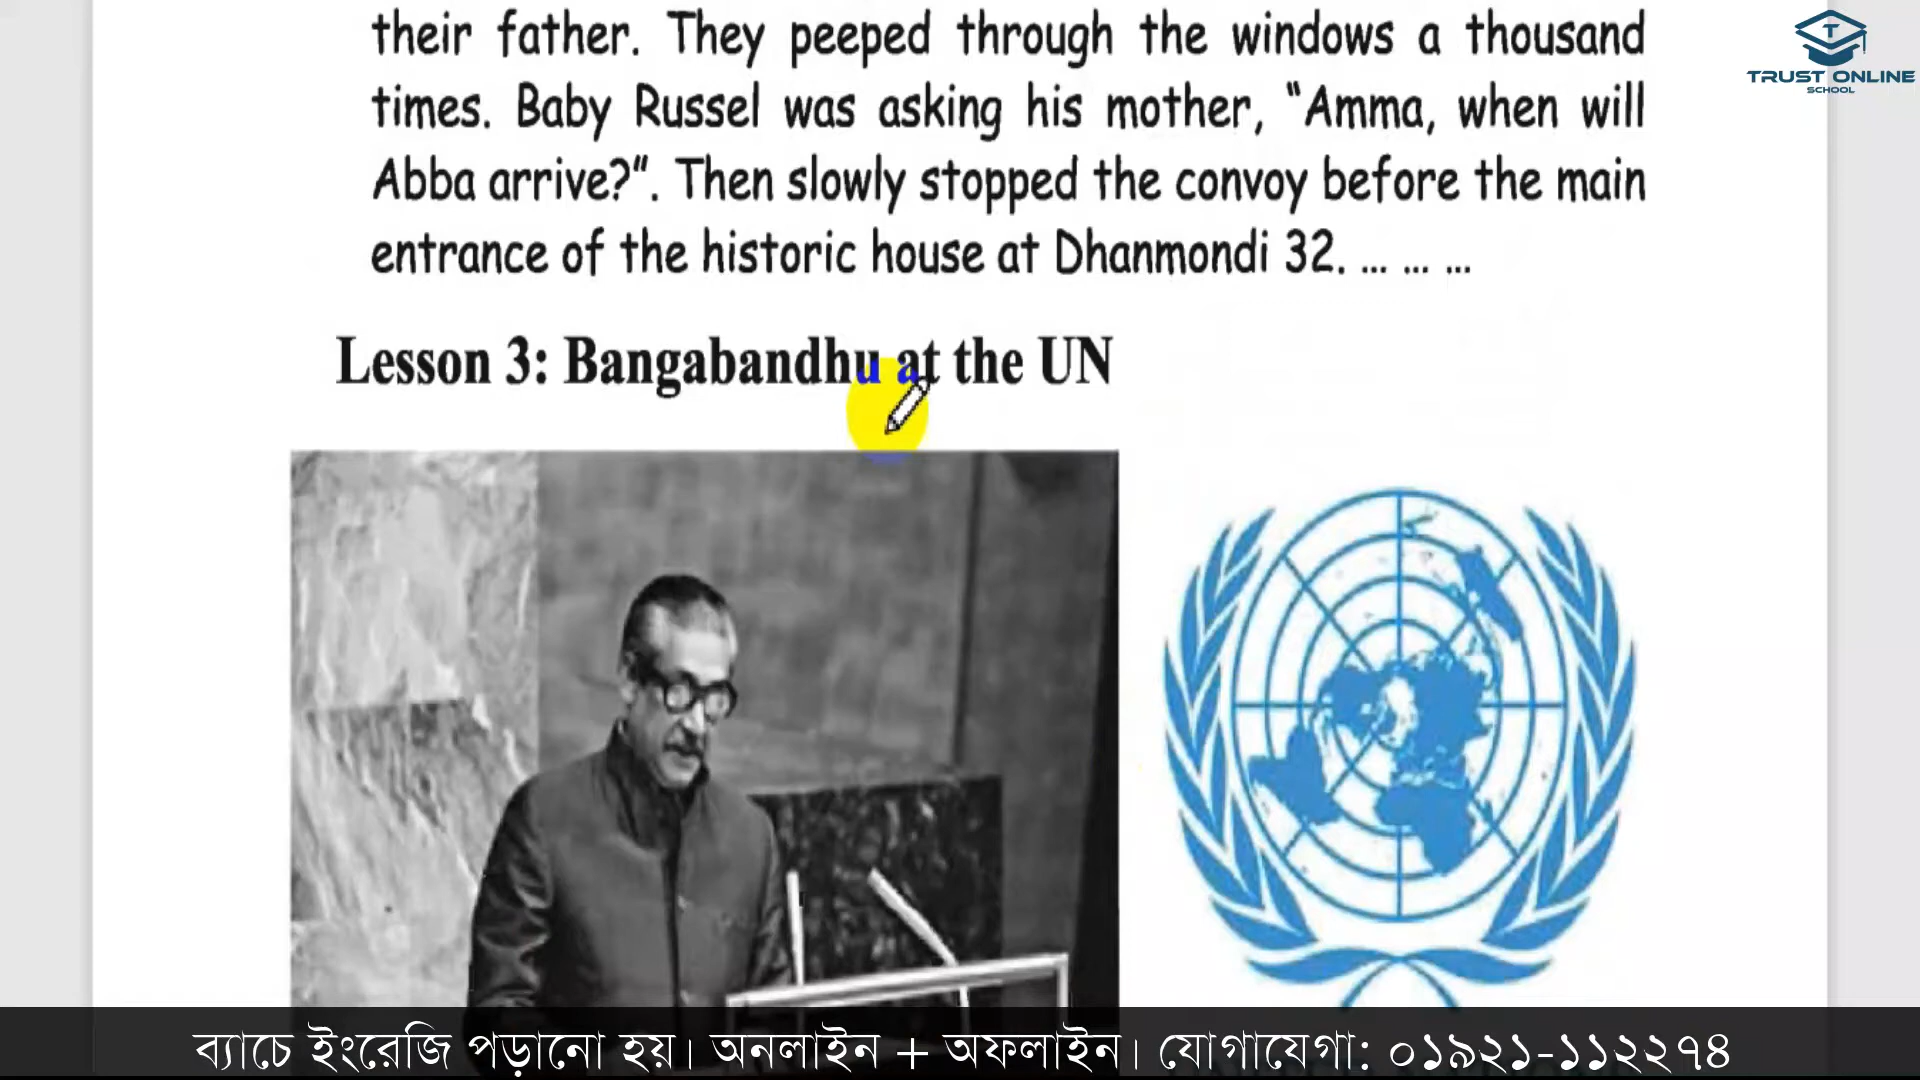 their father. They peeped through the windows a thousand
TRUST ONLINE
SCHOOL
times. Baby Russel was asking his mother, “Amma, when will
Abba arrive?”. Then slowly stopped the convoy before the main
entrance of the historic house at Dhanmondi 32. ... ... ...
Lesson 3: Bangabandhu at the UN
ব্যাচে ইংরেজি পড়ানো হয়। অনলাইন + অফলাইন। যোগাযেগা: ০১৯২১-১১২২৭৪